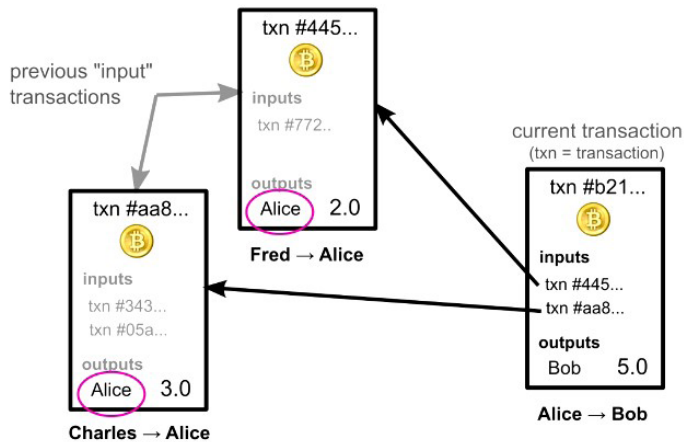 previous "input"
transactions
txn #445...
inputs
txn #772..
outputs
Alice 2.0
Fred → Alice
txn #aa8...
inputs
txn #343...
txn #05a...
outputs
Alice 3.0
Charles → Alice
current transaction
(txn = transaction)
txn #b21...
inputs
txn #445...
txn #aa8...
outputs
Bob 5.0
Alice → Bob